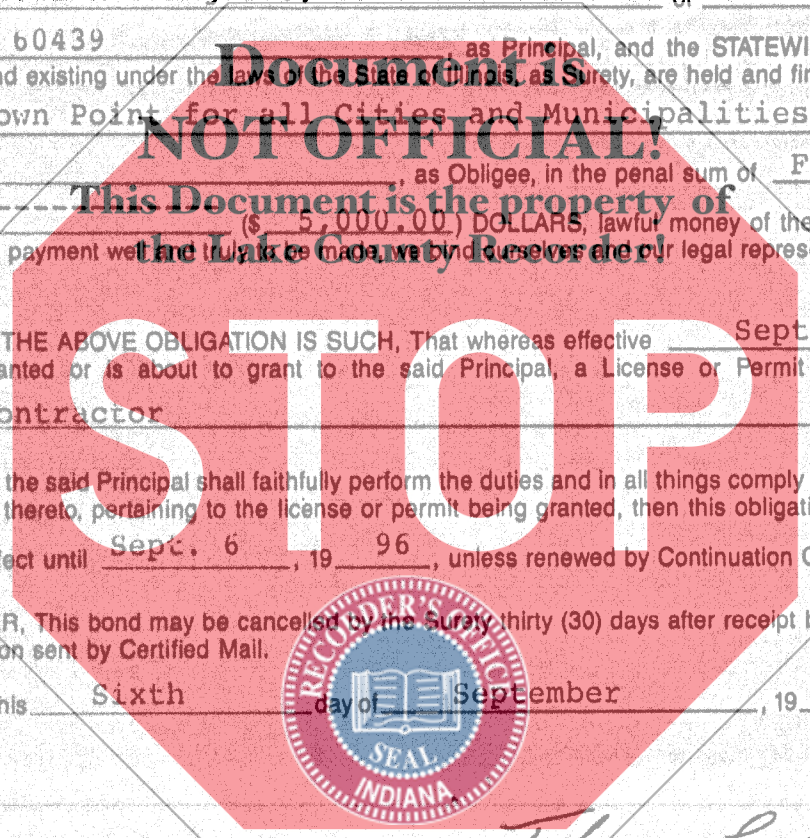 60439 , as Principal, and the STATEWI
nd existing under the laws of the State of Illinois, as Surety, are held and fir
Document is
own Point for all Cities and Municipalities
NOT OFFICIAL!
, as Obligee, in the penal sum of F
This Document is the property of
($ 5,000.00) DOLLARS, lawful money of the
the Lake County Recorder!
payment well and truly to be made, we bind ourselves and our legal repres
STOP
THE ABOVE OBLIGATION IS SUCH, That whereas effective Sept
anted or is about to grant to the said Principal, a License or Permit
ontractor
the said Principal shall faithfully perform the duties and in all things comply
thereto, pertaining to the license or permit being granted, then this obligati
fect until Sept. 6 , 19 96 , unless renewed by Continuation C
R, This bond may be cancelled by the Surety thirty (30) days after receipt b
on sent by Certified Mail.
RECORDER'S OFFICE
his Sixth day of September , 19
SEAL
INDIANA